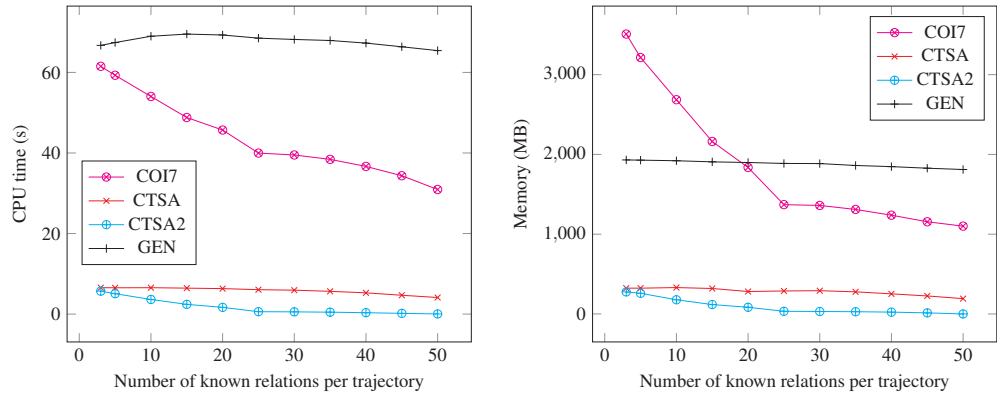 CPU time (s)
60
40
20
0
COI7
CTSA
CTSA2
GEN
0 10 20 30 40 50
Number of known relations per trajectory
Memory (MB)
3,000
2,000
1,000
0
COI7
CTSA
CTSA2
GEN
0 10 20 30 40 50
Number of known relations per trajectory